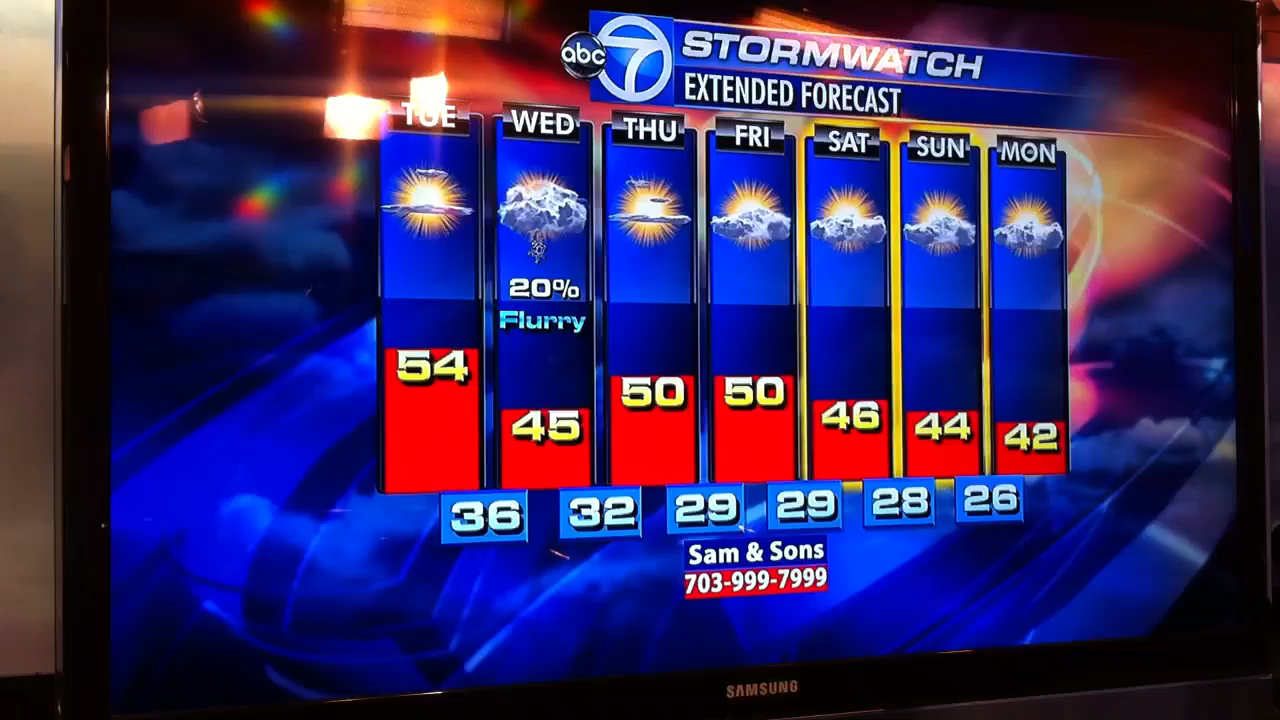 abc 7 STORMWATCH
EXTENDED FORECAST
TUE WED THU FRI SAT SUN MON
20%
Flurry
54 45 50 50 46 44 42
36 32 29 29 28 26
Sam & Sons
703-999-7999
SAMSUNG